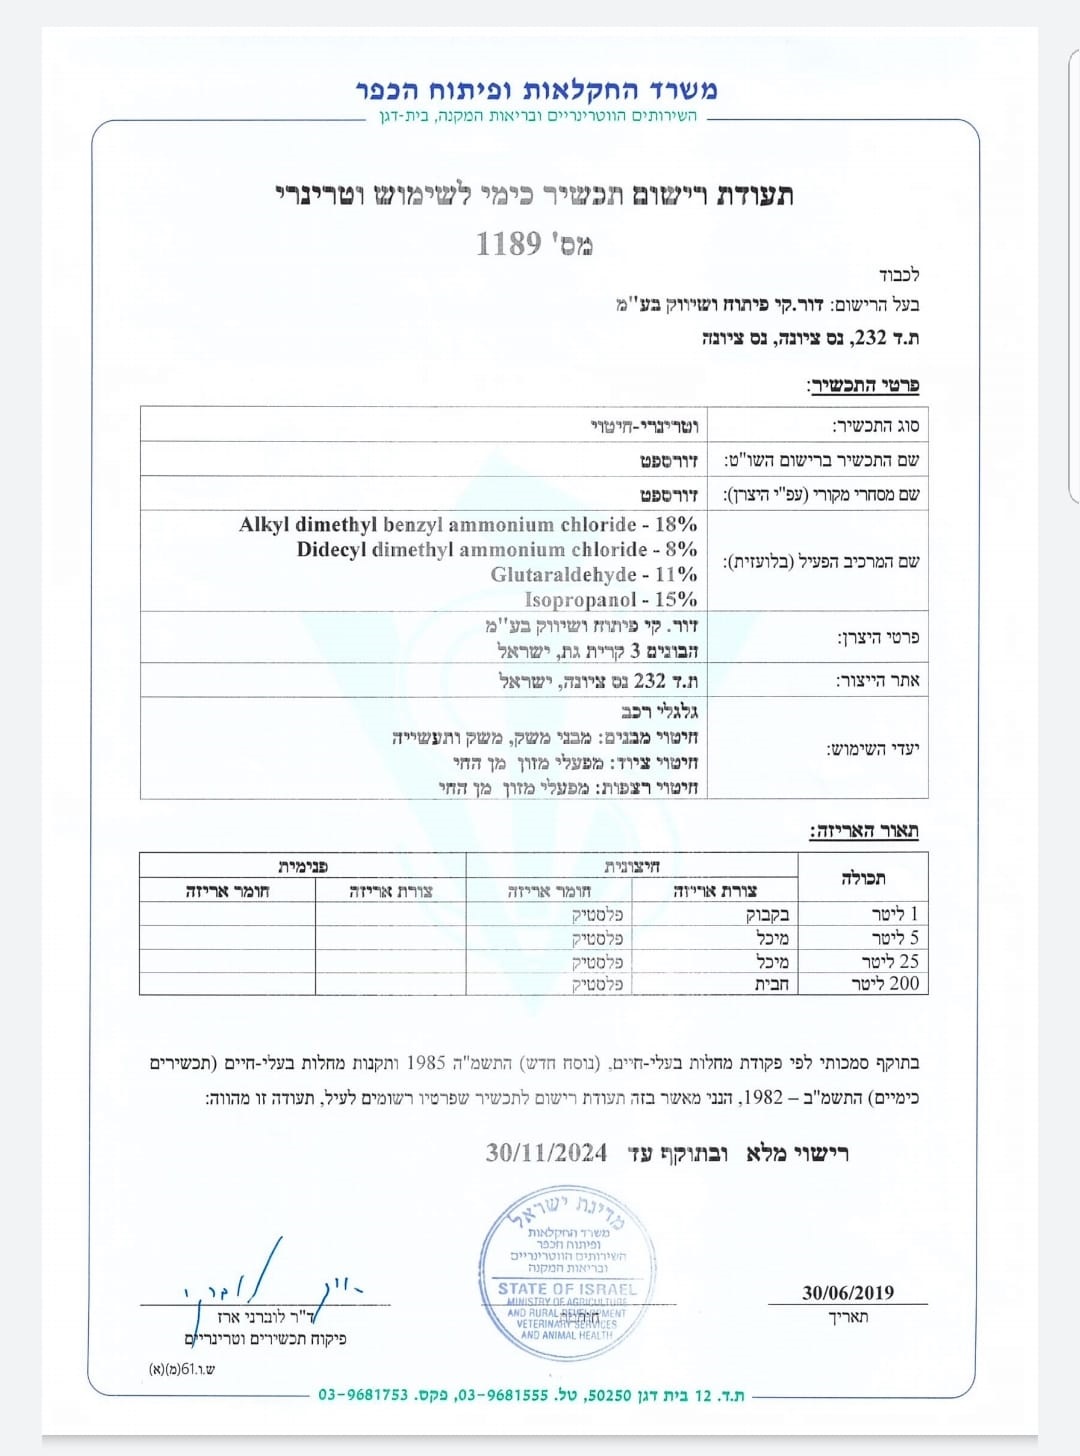 משרד החקלאות ופיתוח הכפר
השירותים הווטרינריים ובריאות המקנה, בית-דגן
תעודת רישום תכשיר כימי לשימוש וטרינרי
מס' 1189
לכבוד
בעל הרישום: דור.קי פיתוח ושיווק בע"מ
ת.ד 232, נס ציונה, נס ציונה
פרטי התכשיר:
סוג התכשיר: וטרינרי-חיטוי
שם התכשיר ברישום השו"ט: דורספט
שם מסחרי מקורי (עפ"י היצרן): דורספט
שם המרכיב הפעיל (בלועזית):
Alkyl dimethyl benzyl ammonium chloride - 18%
Didecyl dimethyl ammonium chloride - 8%
Glutaraldehyde - 11%
Isopropanol - 15%
פרטי היצרן: דור. קי פיתוח ושיווק בע"מ
הבונים 3 קרית גת, ישראל
אתר הייצור: ת.ד 232 נס ציונה, ישראל
יעדי השימוש: גלגלי רכב
חיטוי מבנים: מבני משק, משק ותעשייה
חיטוי ציוד: מפעלי מזון מן החי
חיטוי רצפות: מפעלי מזון מן החי
תאור האריזה:
תכולה חיצונית פנימית
צורת אריזה חומר אריזה צורת אריזה חומר אריזה
1 ליטר בקבוק פלסטיק
5 ליטר מיכל פלסטיק
25 ליטר מיכל פלסטיק
200 ליטר חבית פלסטיק
בתוקף סמכותי לפי פקודת מחלות בעלי-חיים, (נוסח חדש) התשמ"ה 1985 ותקנות מחלות בעלי-חיים (תכשירים
כימיים) התשמ"ב – 1982, הנני מאשר בזה תעודת רישום לתכשיר שפרטיו רשומים לעיל, תעודה זו מהווה:
רישוי מלא ובתוקף עד 30/11/2024
מדינת ישראל
משרד החקלאות
ופיתוח הכפר
השירותים הווטרינריים
ובריאות המקנה
STATE OF ISRAEL
MINISTRY OF AGRICULTURE
AND RURAL DEVELOPMENT
VETERINARY SERVICES
AND ANIMAL HEALTH
חותמת
30/06/2019
תאריך
ד"ר לוברני ארז
פיקוח תכשירים וטרינריים
ש.ו.61(מ)(א)
ת.ד. 12 בית דגן 50250, טל. 03-9681555, פקס. 03-9681753